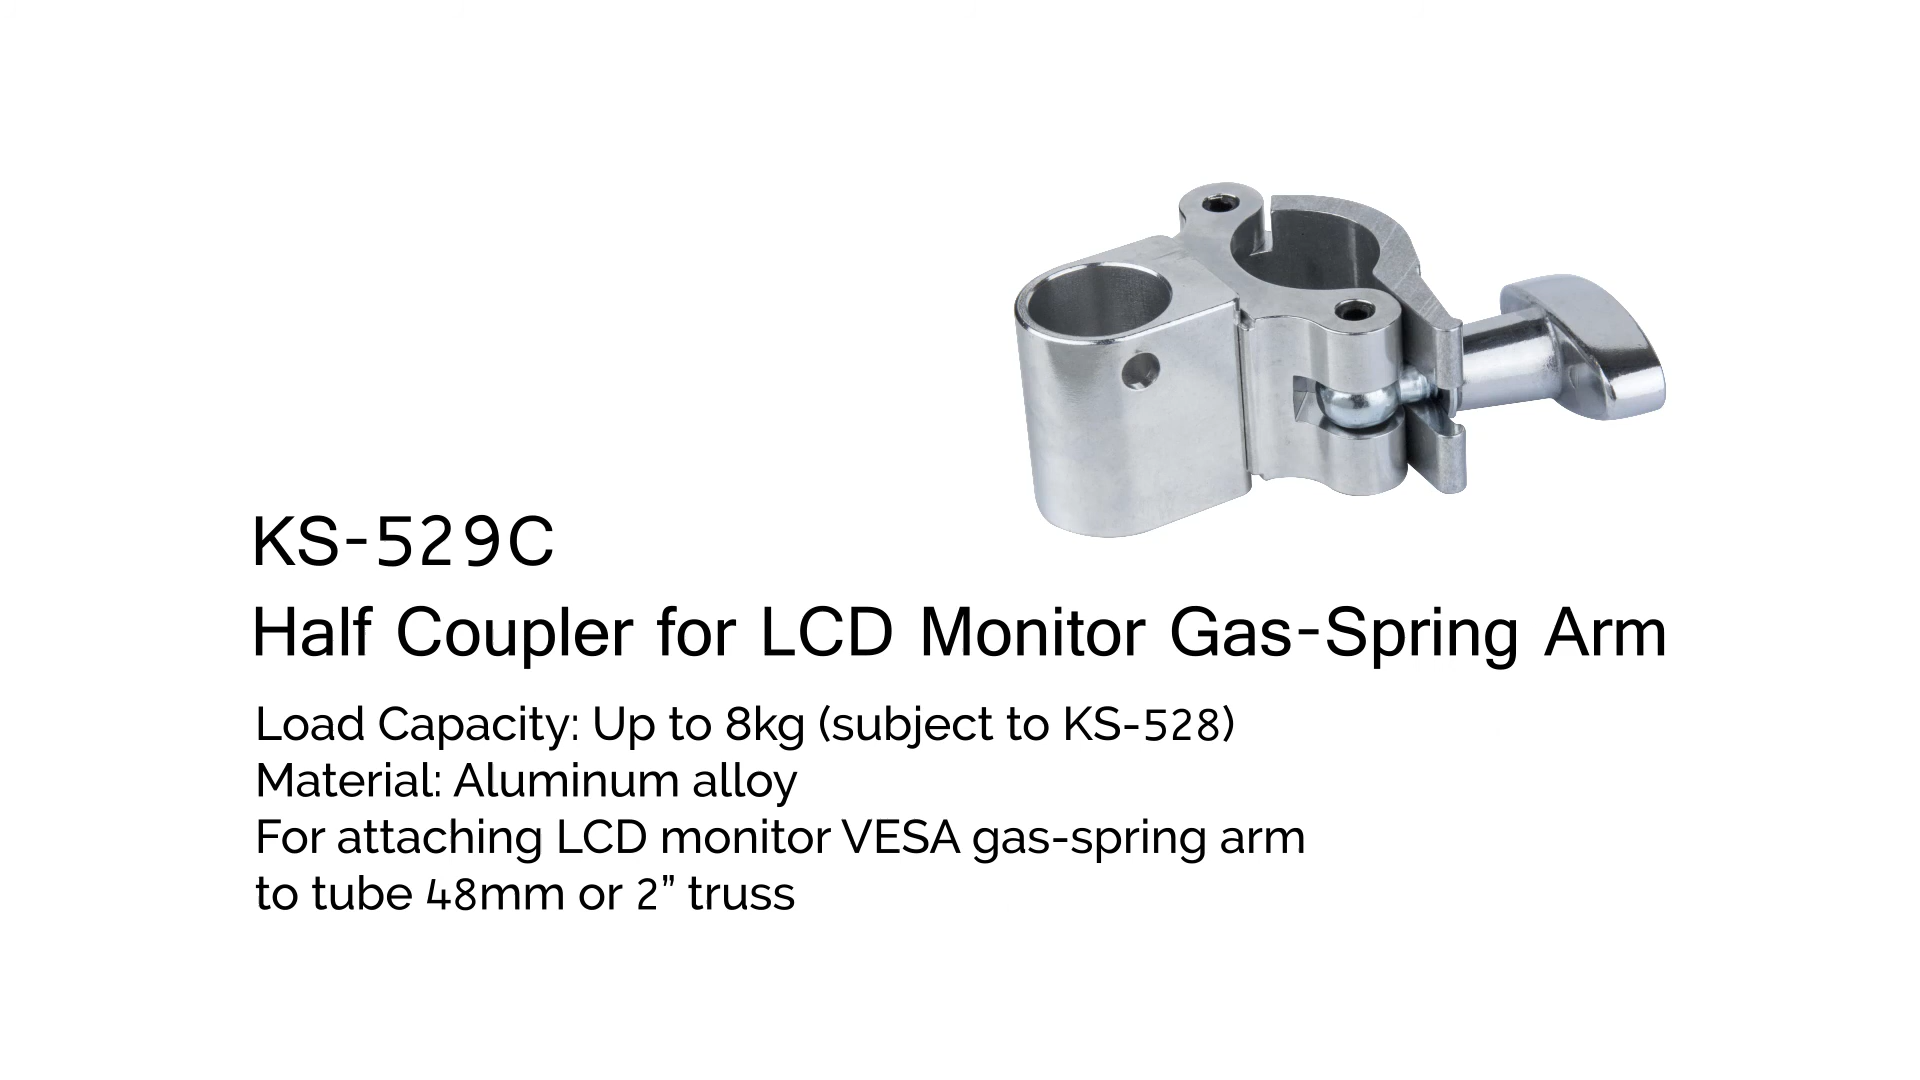 KS-529C
Half Coupler for LCD Monitor Gas-Spring Arm
Load Capacity: Up to 8kg (subject to KS-528)
Material: Aluminum alloy
For attaching LCD monitor VESA gas-spring arm
to tube 48mm or 2” truss